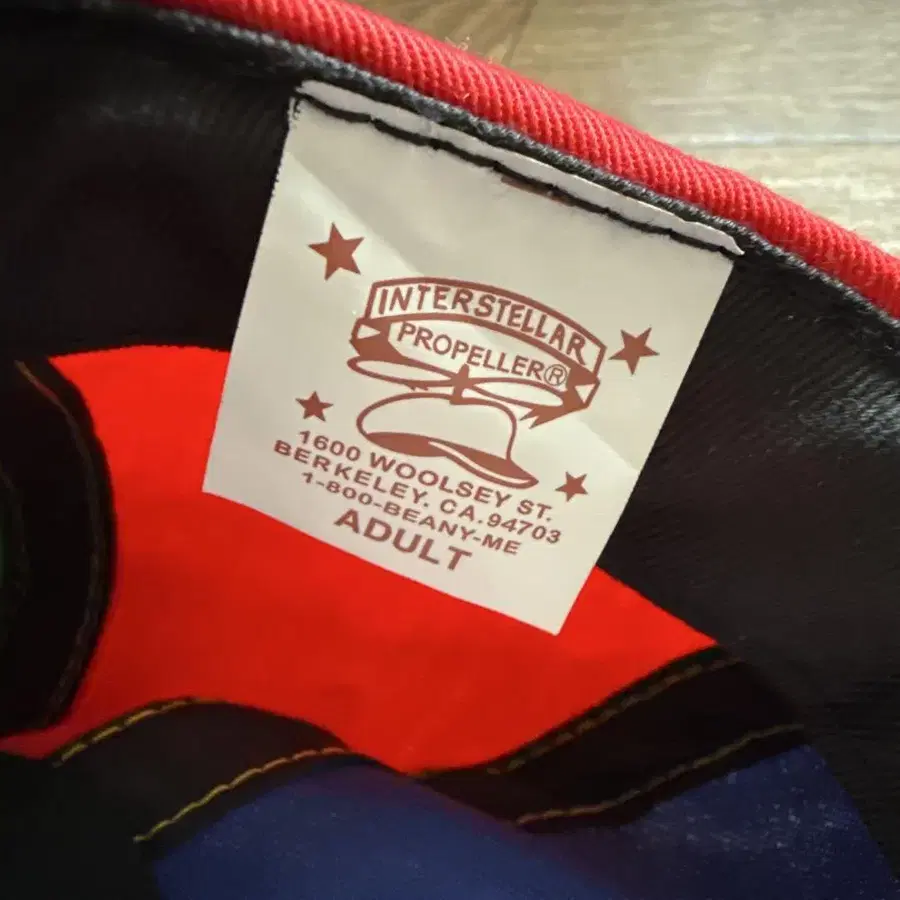 INTERSTELLAR
PROPELLER®
1600 WOOLSEY ST.
BERKELEY, CA. 94703
1-800-BEANY-ME
ADULT